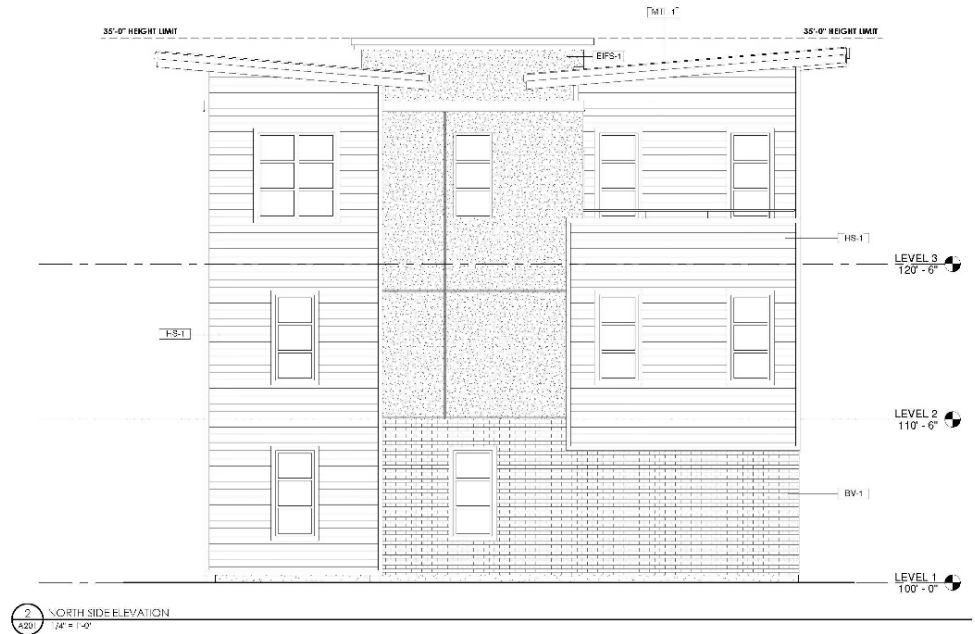 MTL-1
35'-0" HEIGHT LIMIT
35'-0" HEIGHT LIMIT
EIFS-1
HS-1
LEVEL 3
120' - 6"
HS-1
LEVEL 2
110' - 6"
BV-1
LEVEL 1
100' - 0"
2
A201
NORTH SIDE ELEVATION
1/4" = 1'-0"